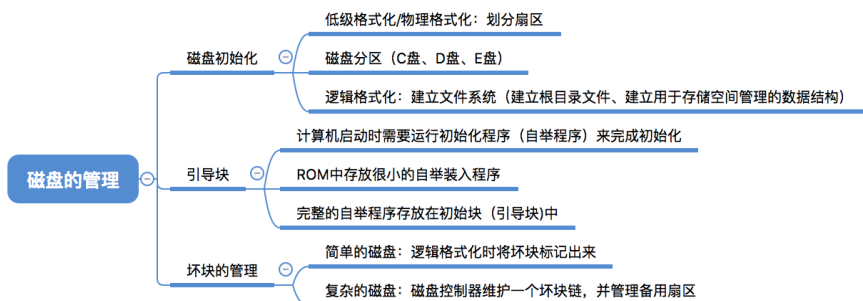 磁盘的管理
磁盘初始化
低级格式化/物理格式化：划分扇区
磁盘分区（C盘、D盘、E盘）
逻辑格式化：建立文件系统（建立根目录文件、建立用于存储空间管理的数据结构）
引导块
计算机启动时需要运行初始化程序（自举程序）来完成初始化
ROM中存放很小的自举装入程序
完整的自举程序存放在初始块（引导块)中
坏块的管理
简单的磁盘：逻辑格式化时将坏块标记出来
复杂的磁盘：磁盘控制器维护一个坏块链，并管理备用扇区